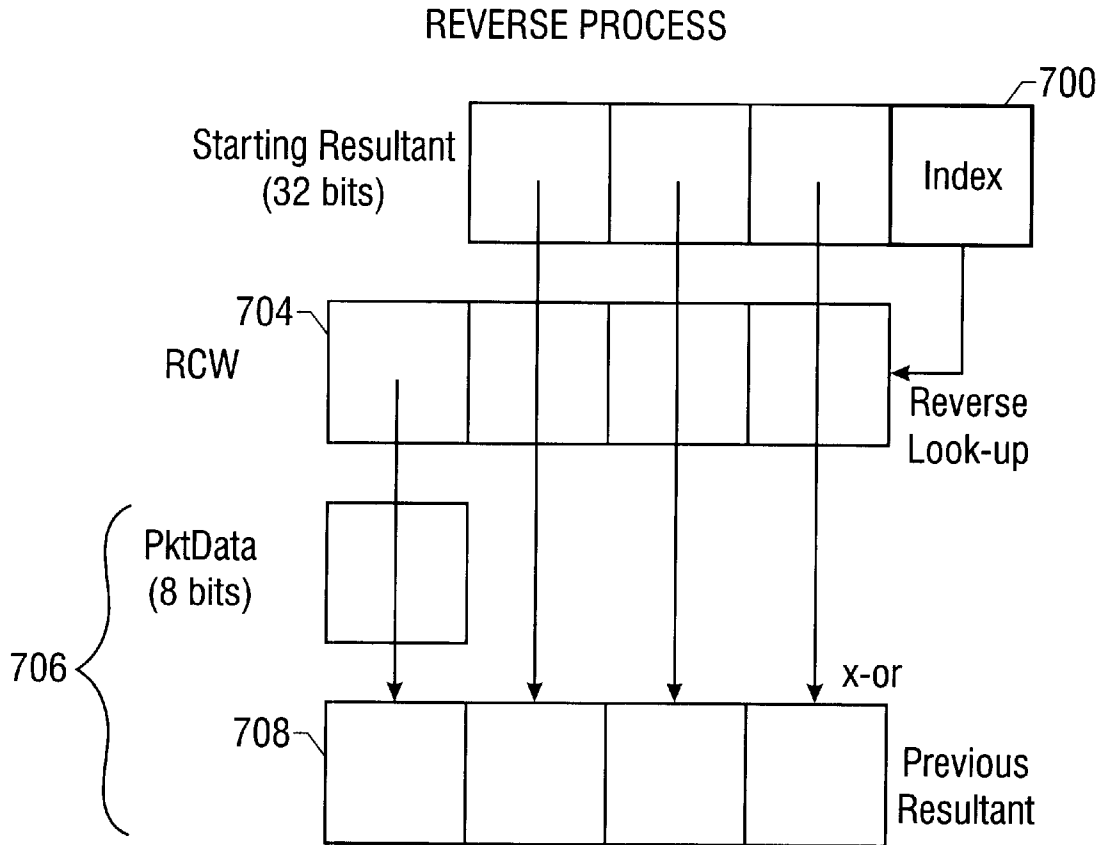 REVERSE PROCESS
700
Starting Resultant
(32 bits)
Index
704
RCW
Reverse
Look-up
PktData
(8 bits)
706
x-or
708
Previous
Resultant